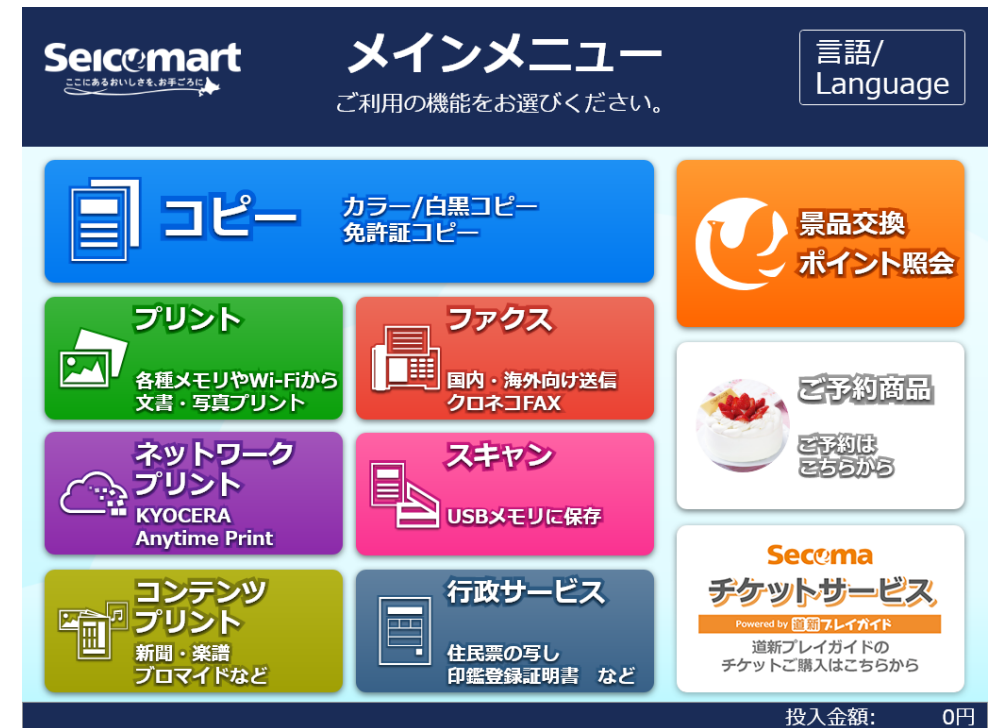 Seicomart
ここにあるおいしさを、お手ごろに
メインメニュー
ご利用の機能をお選びください。
言語/
Language
コピー
カラー/白黒コピー
免許証コピー
景品交換
ポイント照会
プリント
各種メモリやWi-Fiから
文書・写真プリント
ファクス
国内・海外向け送信
クロネコFAX
ご予約商品
ご予約は
こちらから
ネットワーク
プリント
KYOCERA
Anytime Print
スキャン
USBメモリに保存
コンテンツ
プリント
新聞・楽譜
ブロマイドなど
行政サービス
住民票の写し
印鑑登録証明書 など
Secoma
チケットサービス
Powered by 道新プレイガイド
道新プレイガイドの
チケットご購入はこちらから
投入金額: 0円